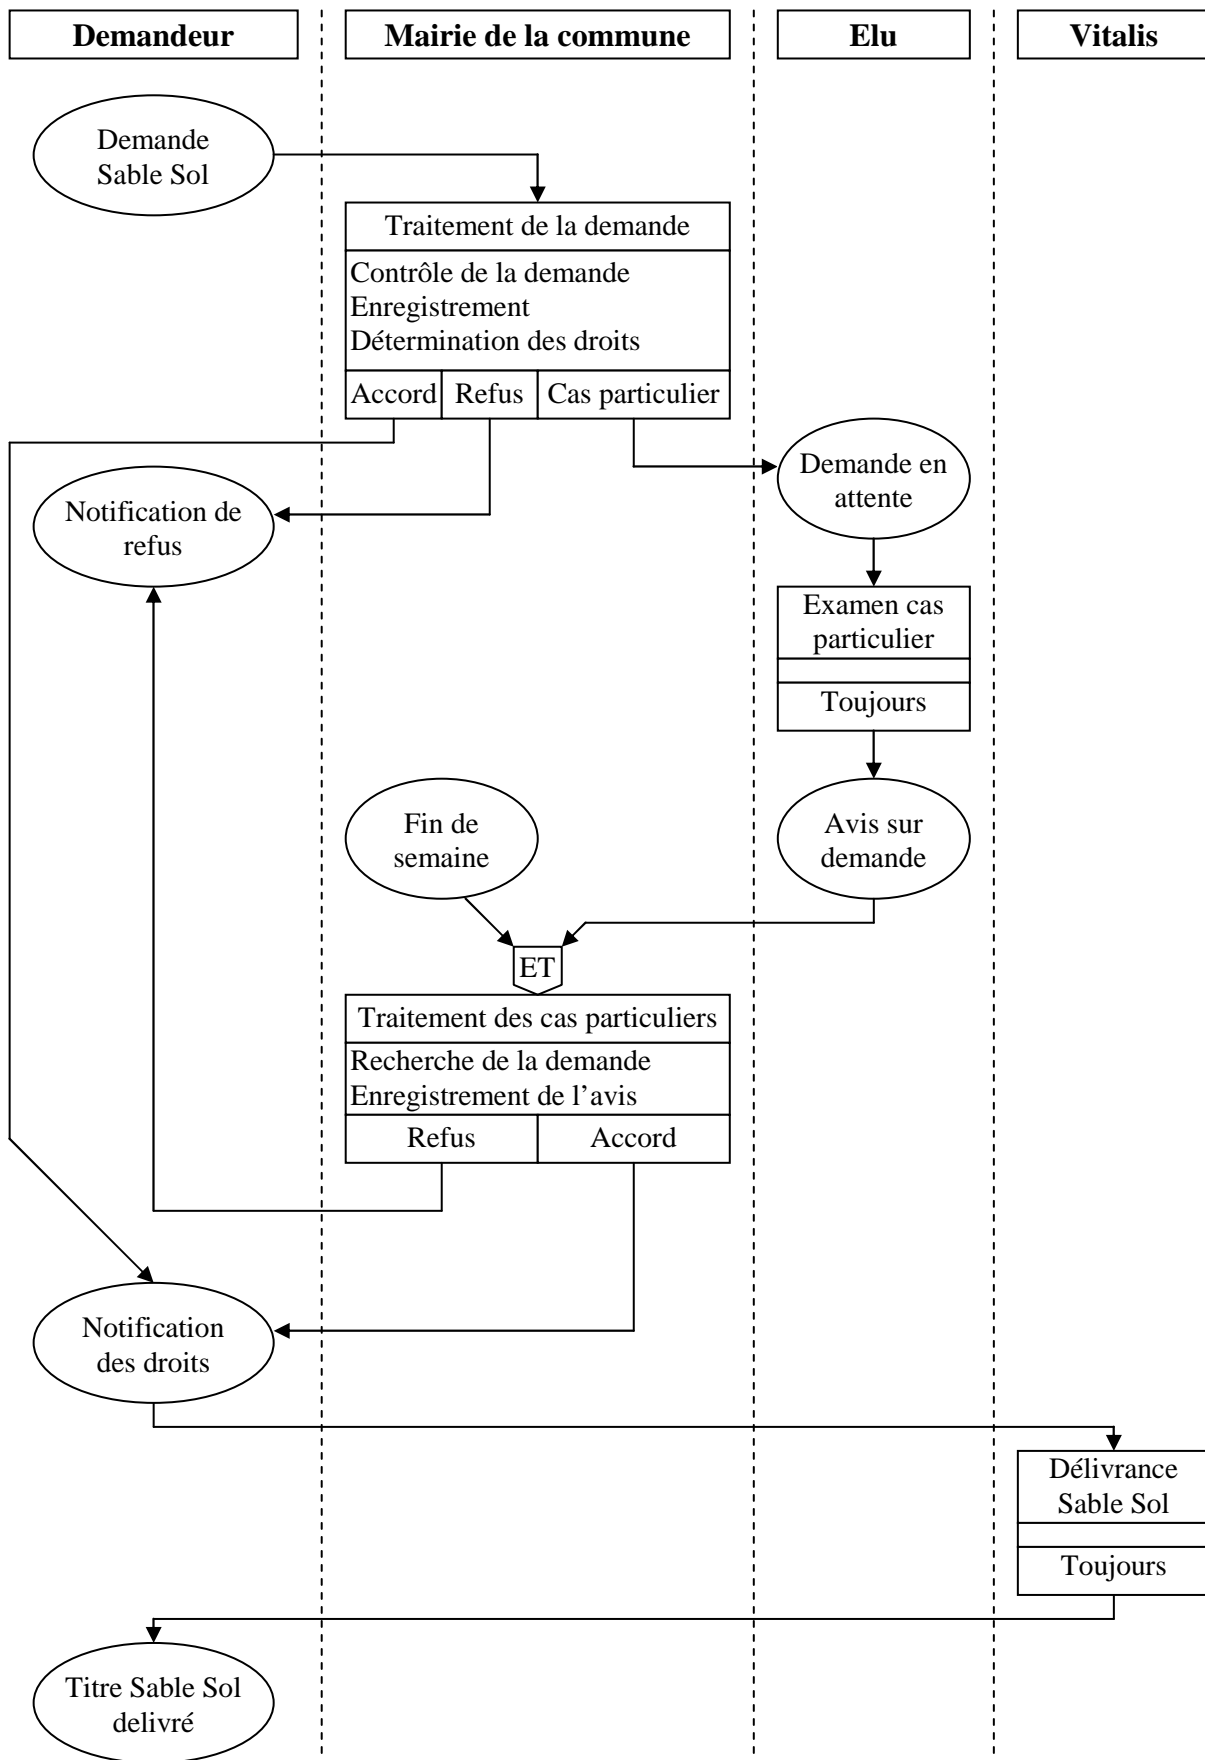 Demandeur
Mairie de la commune
Elu
Vitalis
Demande
Sable Sol
Traitement de la demande
Contrôle de la demande
Enregistrement
Détermination des droits
Accord
Refus
Cas particulier
Demande en
attente
Notification de
refus
Examen cas
particulier
Toujours
Fin de
semaine
Avis sur
demande
ET
Traitement des cas particuliers
Recherche de la demande
Enregistrement de l’avis
Refus
Accord
Notification
des droits
Délivrance
Sable Sol
Toujours
Titre Sable Sol
delivré